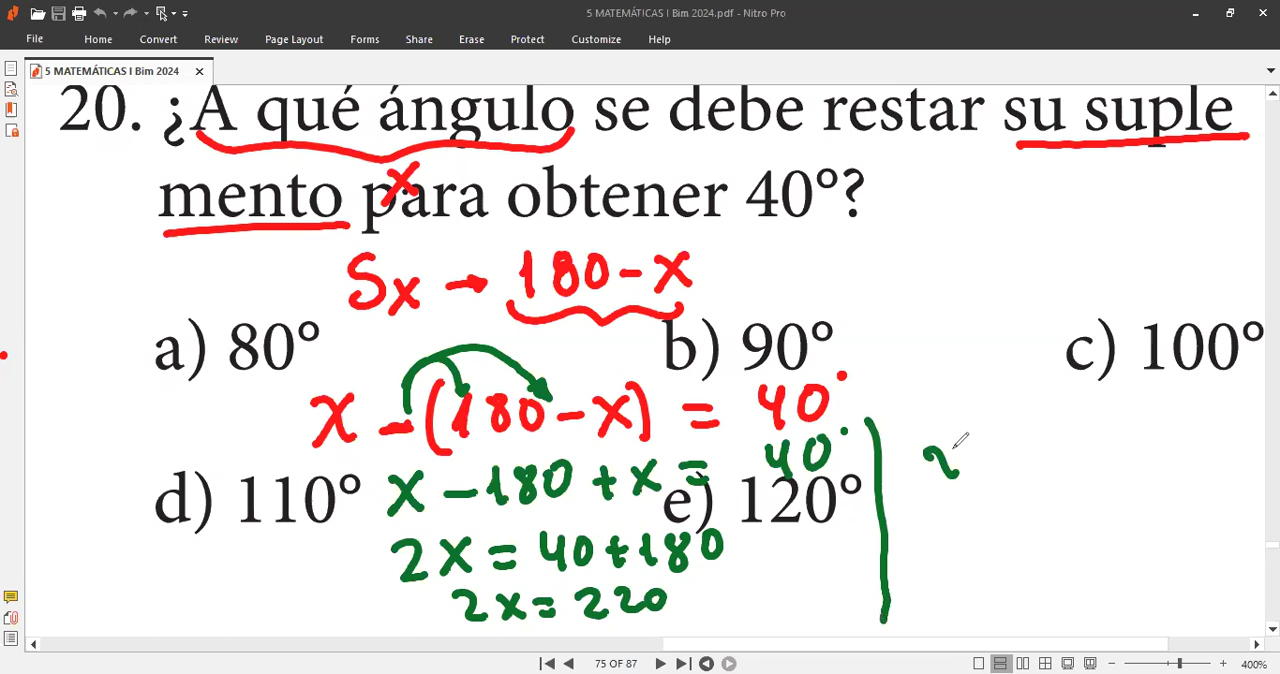 5 MATEMÁTICAS I Bim 2024.pdf - Nitro Pro
File Home Convert Review Page Layout Forms Share Erase Protect Customize Help
5 MATEMÁTICAS I Bim 2024
20. ¿A qué ángulo se debe restar su suple
mento para obtener 40°?
x
Sx → 180 - x
a) 80° b) 90° c) 100°
x - (180 - x) = 40°
x - 180 + x = 40°
d) 110° e) 120°
2x = 40 + 180
2x = 220
75 OF 87
400%